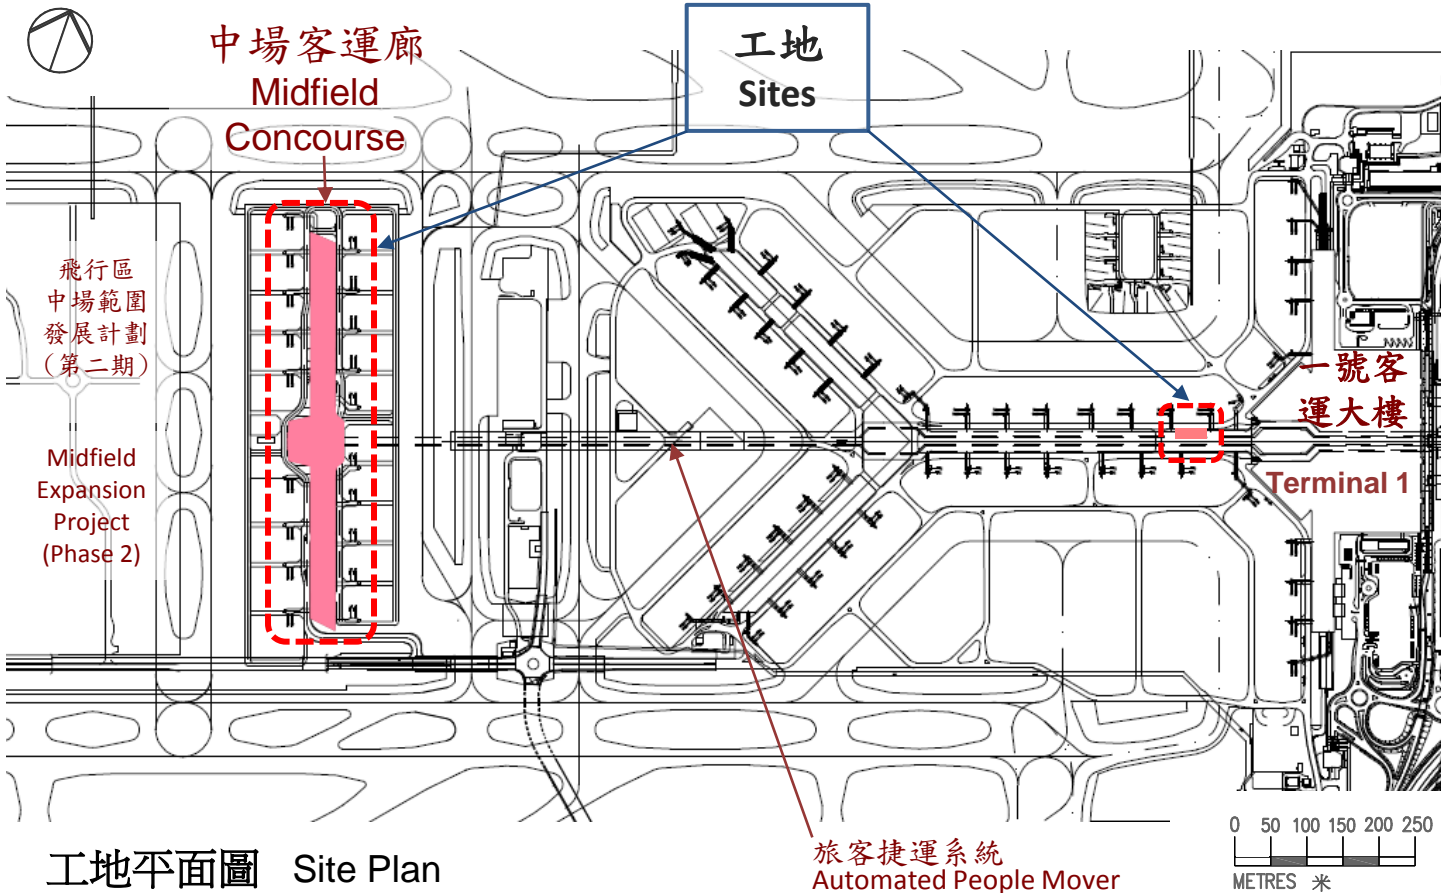 中場客運廊
Midfield
Concourse
工地
Sites
飛行區
中場範圍
發展計劃
(第二期)
Midfield
Expansion
Project
(Phase 2)
一號客
運大樓
Terminal 1
旅客捷運系統
Automated People Mover
0 50 100 150 200 250
METRES 米
工地平面圖 Site Plan